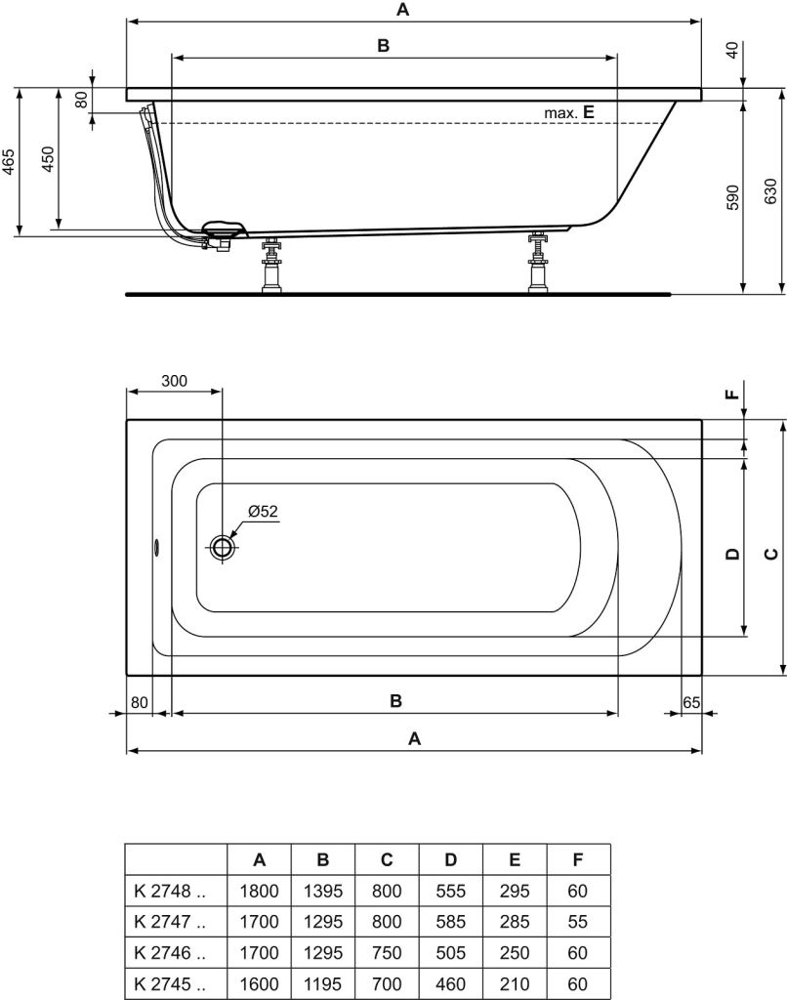 A
B
40
80
max. E
465
450
590
630
300
F
Ø52
D
C
80
B
65
A
A B C D E F
K 2748 .. 1800 1395 800 555 295 60
K 2747 .. 1700 1295 800 585 285 55
K 2746 .. 1700 1295 750 505 250 60
K 2745 .. 1600 1195 700 460 210 60